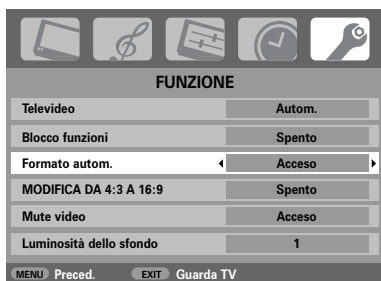 FUNZIONE
Televideo Autom.
Blocco funzioni Spento
Formato autom. Acceso
MODIFICA DA 4:3 A 16:9 Spento
Mute video Acceso
Luminosità dello sfondo 1
MENU Preced. EXIT Guarda TV